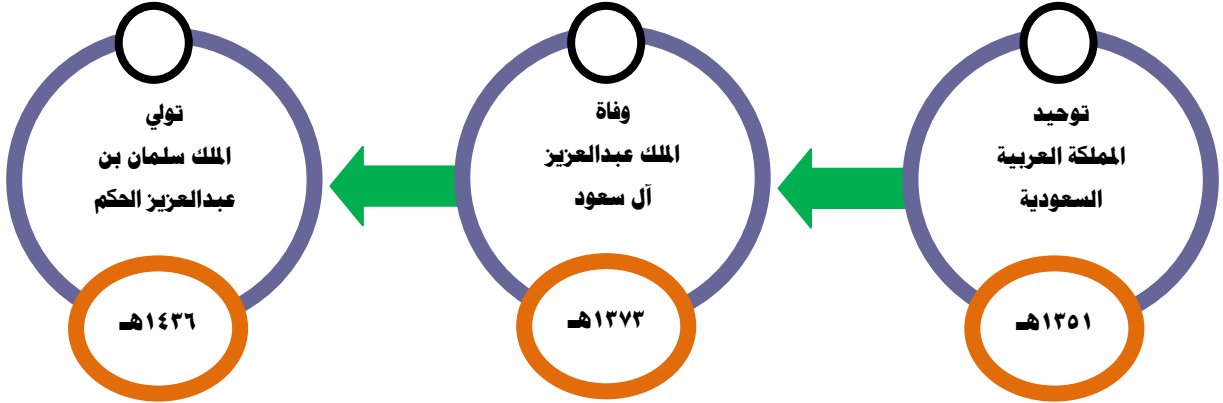 توحيد
المملكة العربية
السعودية
١٣٥١هـ
وفاة
الملك عبدالعزيز
آل سعود
١٣٧٣هـ
تولي
الملك سلمان بن
عبدالعزيز الحكم
١٤٣٦هـ